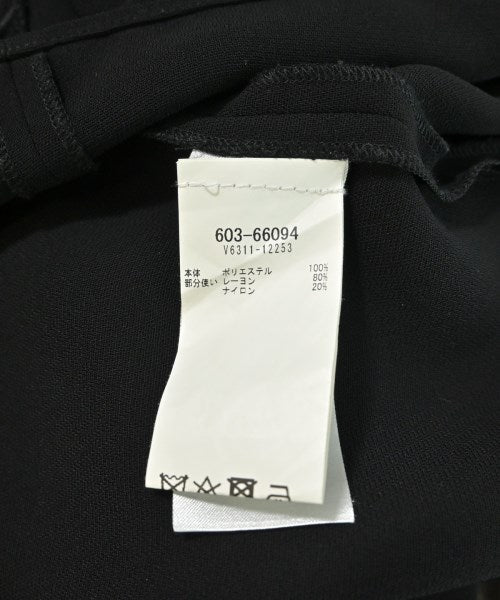 603-66094
V6311-12253
本体 ポリエステル 100%
部分使い レーヨン 80%
ナイロン 20%